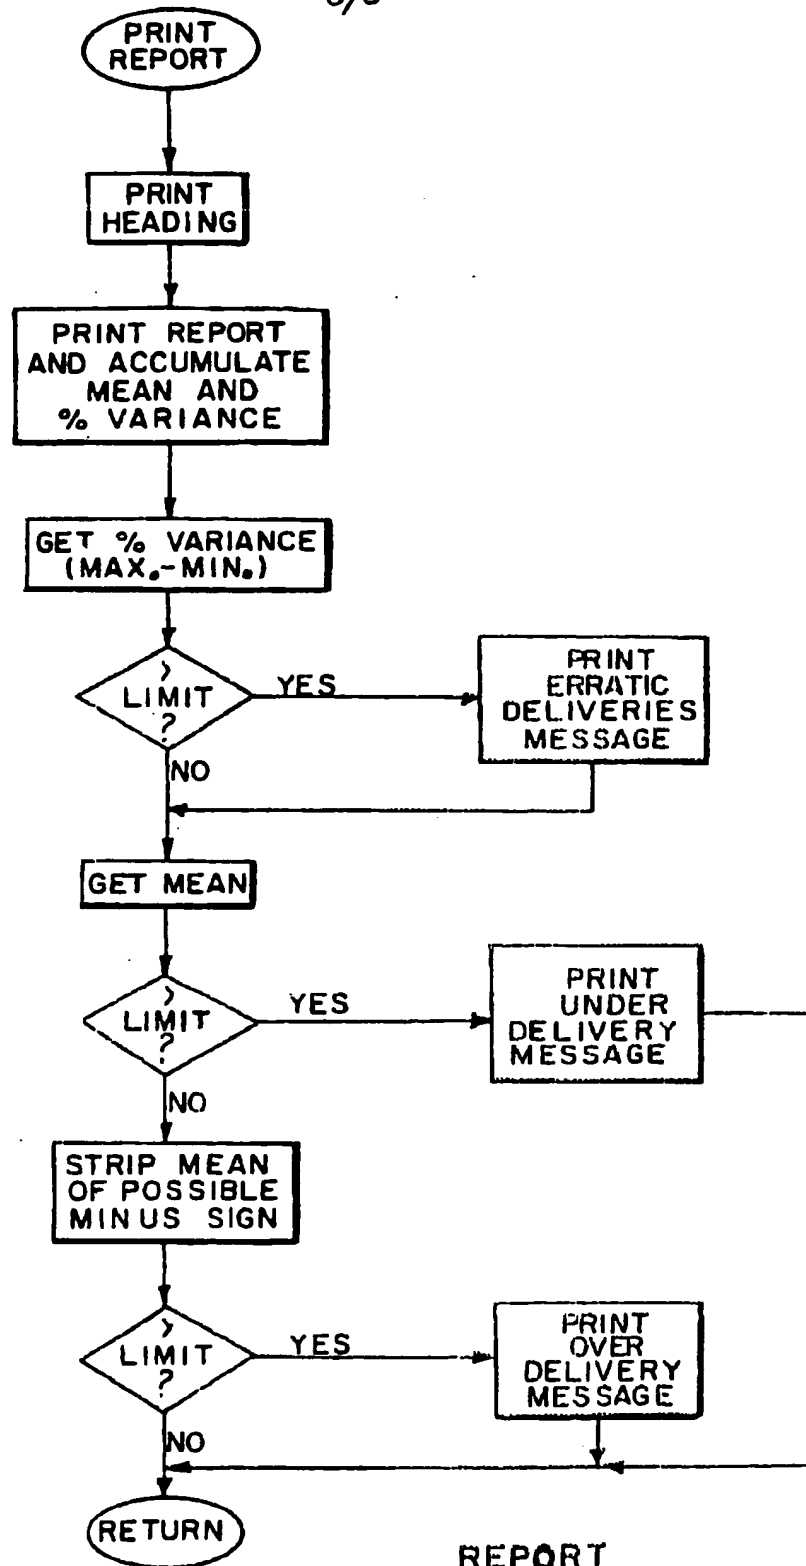 PRINT
REPORT
PRINT
HEADING
PRINT REPORT
AND ACCUMULATE
MEAN AND
% VARIANCE
GET % VARIANCE
(MAX.-MIN.)
>
LIMIT
?
YES
NO
PRINT
ERRATIC
DELIVERIES
MESSAGE
GET MEAN
>
LIMIT
?
YES
NO
PRINT
UNDER
DELIVERY
MESSAGE
STRIP MEAN
OF POSSIBLE
MINUS SIGN
>
LIMIT
?
YES
NO
PRINT
OVER
DELIVERY
MESSAGE
RETURN
REPORT